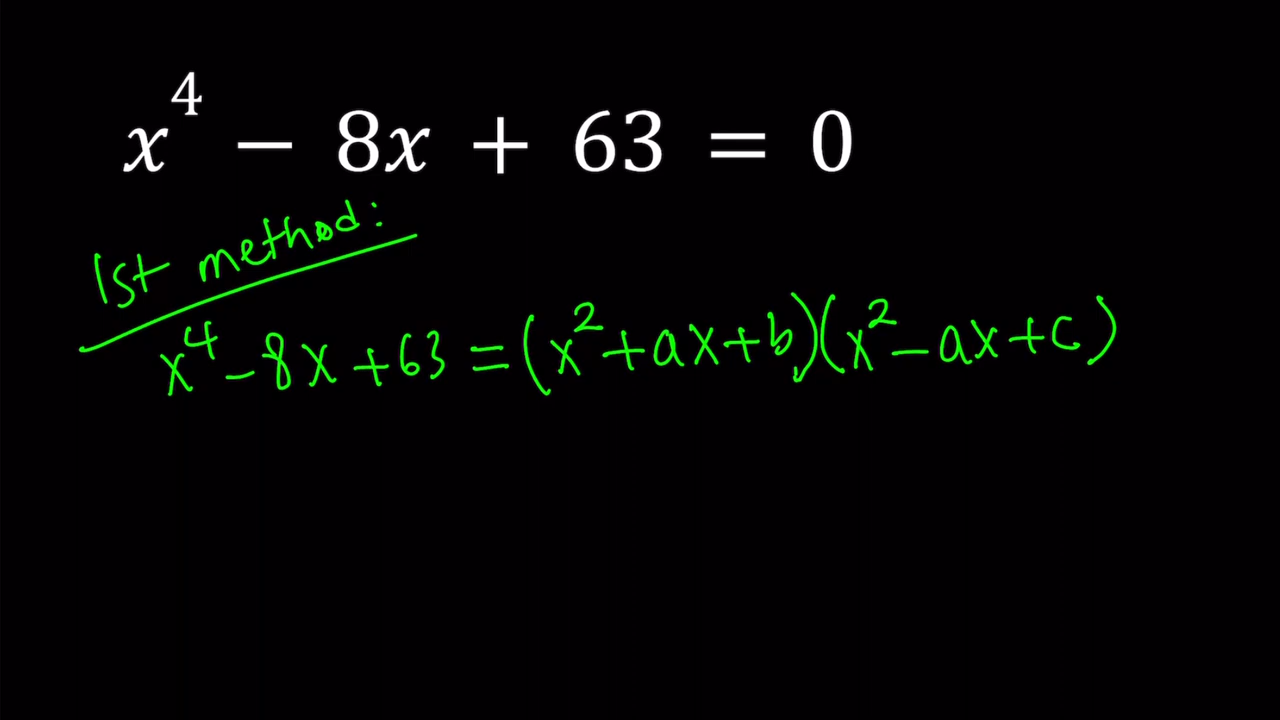 x⁴ − 8x + 63 = 0
1st method:
x⁴ − 8x + 63 = (x² + ax + b)(x² − ax + c)